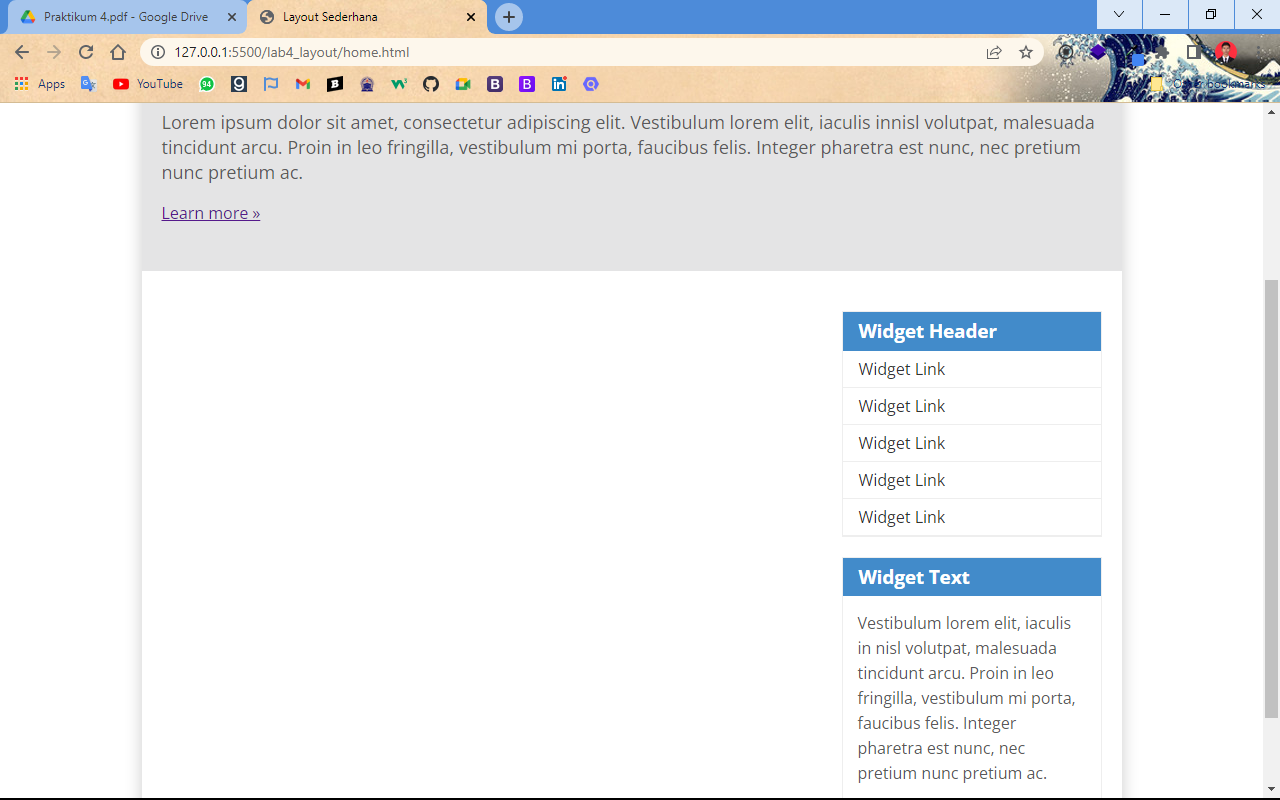 Praktikum 4.pdf - Google Drive
Layout Sederhana
127.0.0.1:5500/lab4_layout/home.html
Apps
YouTube
94
Other bookmarks
Lorem ipsum dolor sit amet, consectetur adipiscing elit. Vestibulum lorem elit, iaculis innisl volutpat, malesuada
tincidunt arcu. Proin in leo fringilla, vestibulum mi porta, faucibus felis. Integer pharetra est nunc, nec pretium
nunc pretium ac.
Learn more »
Widget Header
Widget Link
Widget Link
Widget Link
Widget Link
Widget Link
Widget Text
Vestibulum lorem elit, iaculis
in nisl volutpat, malesuada
tincidunt arcu. Proin in leo
fringilla, vestibulum mi porta,
faucibus felis. Integer
pharetra est nunc, nec
pretium nunc pretium ac.